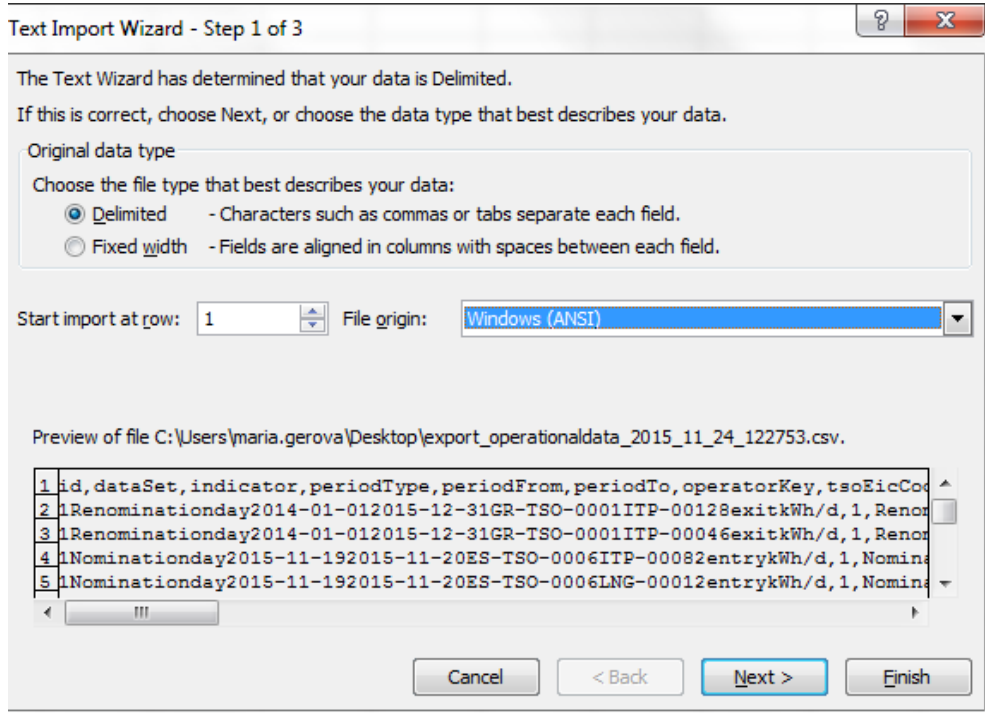 Text Import Wizard - Step 1 of 3
The Text Wizard has determined that your data is Delimited.
If this is correct, choose Next, or choose the data type that best describes your data.
Original data type
Choose the file type that best describes your data:
Delimited - Characters such as commas or tabs separate each field.
Fixed width - Fields are aligned in columns with spaces between each field.
Start import at row: 1 File origin: Windows (ANSI)
Preview of file C:\Users\maria.gerova\Desktop\export_operationaldata_2015_11_24_122753.csv.
1 id,dataSet,indicator,periodType,periodFrom,periodTo,operatorKey,tsoEicCod
2 1Renominationday2014-01-012015-12-31GR-TSO-0001ITP-00128exitkWh/d,1,Renom
3 1Renominationday2014-01-012015-12-31GR-TSO-0001ITP-00046exitkWh/d,1,Renom
4 1Nominationday2015-11-192015-11-20ES-TSO-0006ITP-00082entrykWh/d,1,Nomina
5 1Nominationday2015-11-192015-11-20ES-TSO-0006LNG-00012entrykWh/d,1,Nomina
Cancel < Back Next > Finish